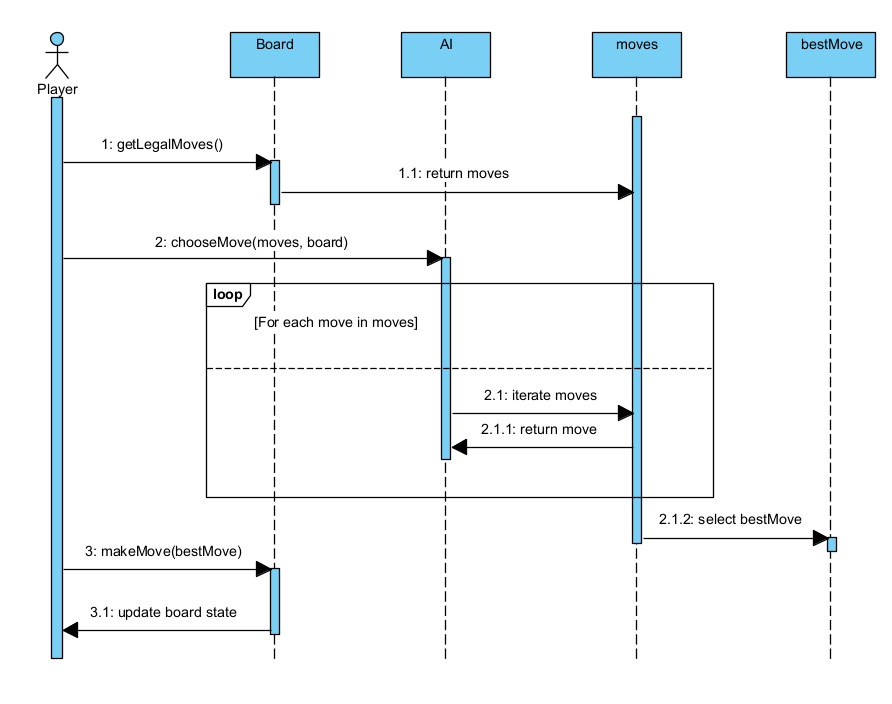 Board
AI
moves
bestMove
Player
1: getLegalMoves()
1.1: return moves
2: chooseMove(moves, board)
loop
[For each move in moves]
2.1: iterate moves
2.1.1: return move
2.1.2: select bestMove
3: makeMove(bestMove)
3.1: update board state